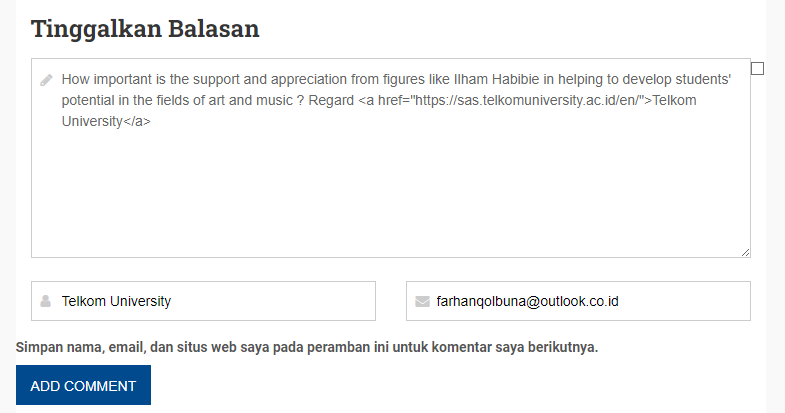 Tinggalkan Balasan
How important is the support and appreciation from figures like Ilham Habibie in helping to develop students'
potential in the fields of art and music ? Regard <a href="https://sas.telkomuniversity.ac.id/en/">Telkom
University</a>
Telkom University
farhanqolbuna@outlook.co.id
Simpan nama, email, dan situs web saya pada peramban ini untuk komentar saya berikutnya.
ADD COMMENT